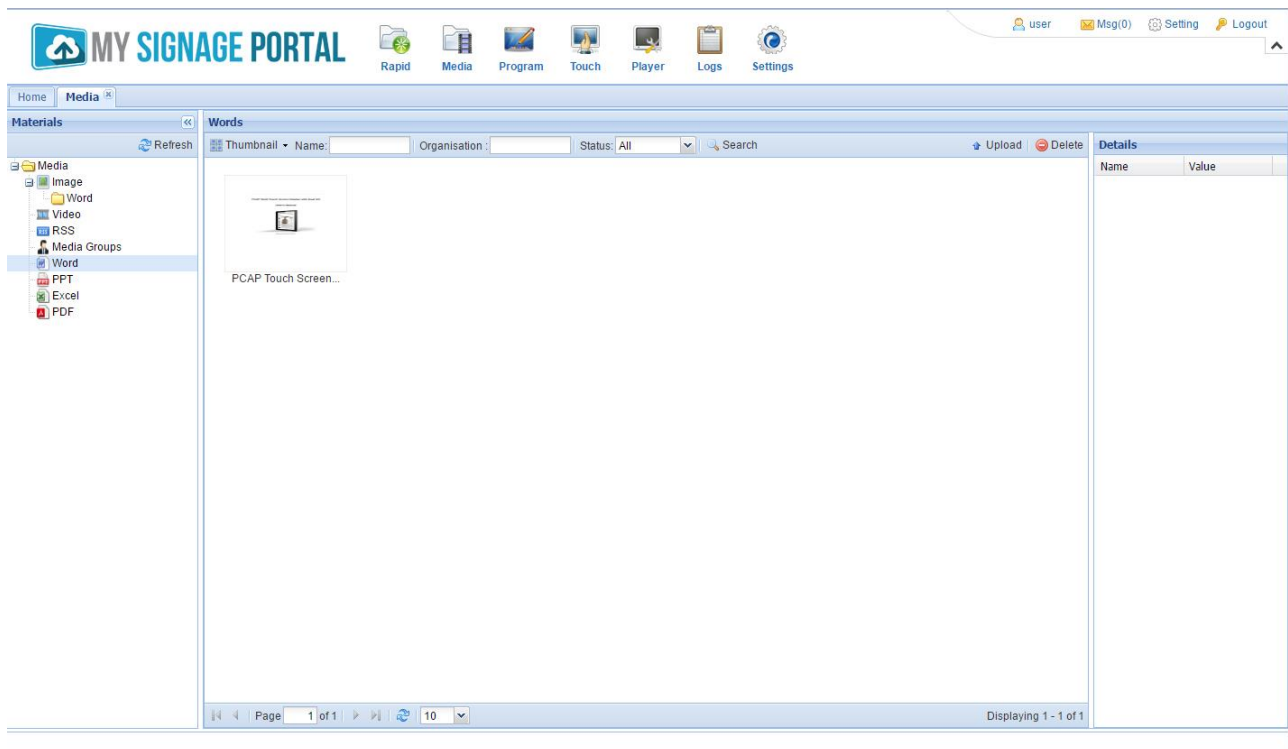 MY SIGNAGE PORTAL
Rapid Media Program Touch Player Logs Settings
user Msg(0) Setting Logout
Home Media
Materials
Refresh
Media
Image
Word
Video
RSS
Media Groups
Word
PPT
Excel
PDF
Words
Thumbnail Name: Organisation : Status: All Search Upload Delete
PCAP Touch Screen...
Page 1 of 1 10 Displaying 1 - 1 of 1
Details
Name Value